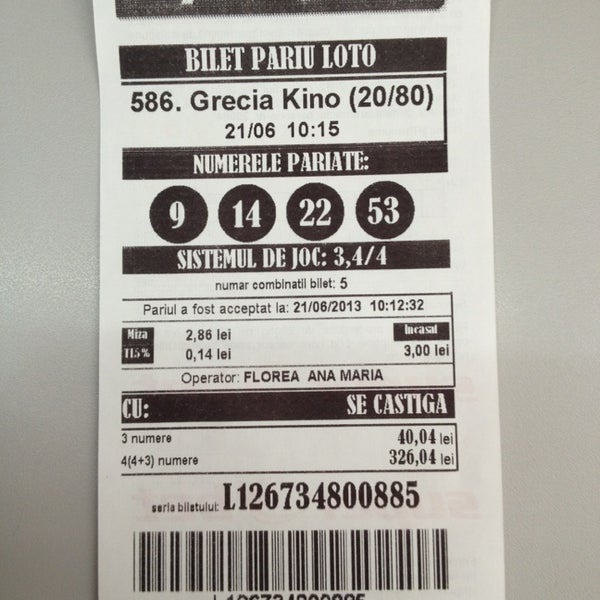 BILET PARIU LOTO
586. Grecia Kino (20/80)
21/06 10:15
NUMERELE PARIATE:
9 14 22 53
SISTEMUL DE JOC: 3,4/4
numar combinatii bilet: 5
Pariul a fost acceptat la: 21/06/2013 10:12:32
Miza 2,86 lei Incasat
TI.5% 0,14 lei 3,00 lei
Operator: FLOREA ANA MARIA
CU: SE CASTIGA
3 numere 40,04 lei
4(4+3) numere 326,04 lei
seria biletului: L126734800885
L126734800885